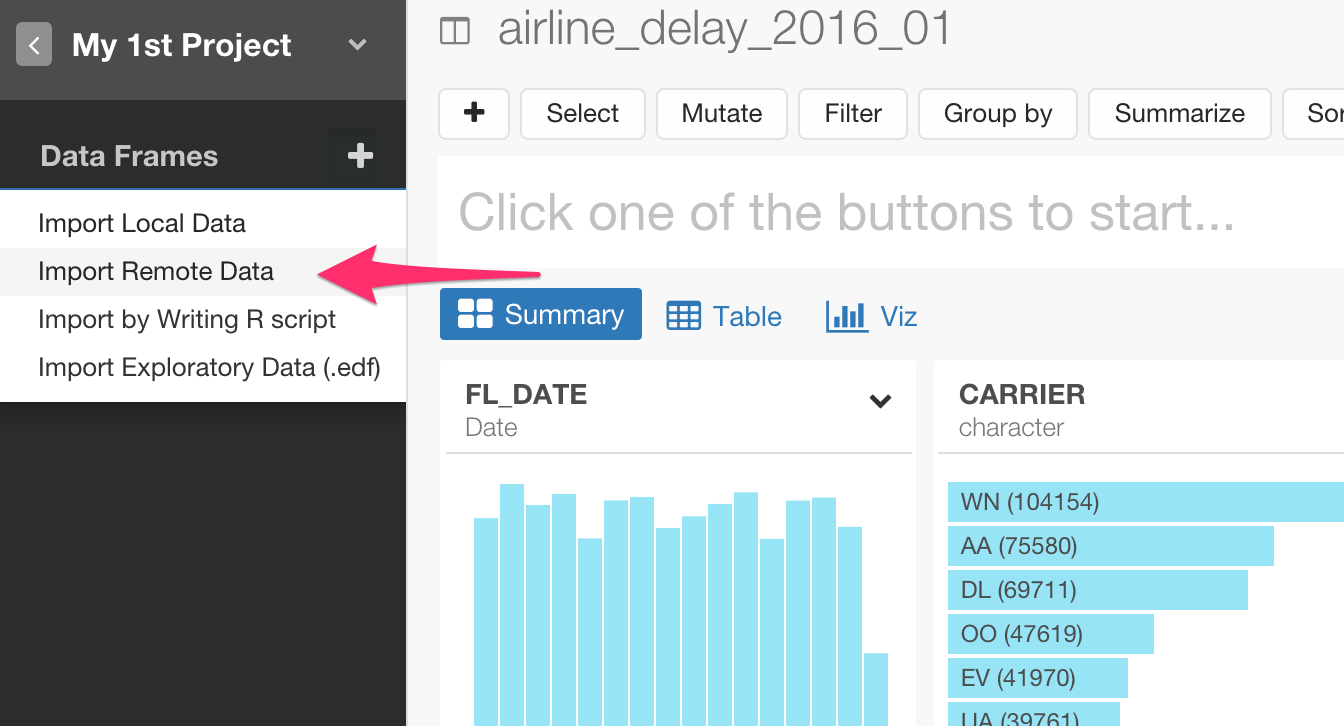 My 1st Project
Data Frames
Import Local Data
Import Remote Data
Import by Writing R script
Import Exploratory Data (.edf)
airline_delay_2016_01
Select Mutate Filter Group by Summarize Sor
Click one of the buttons to start...
Summary Table Viz
FL_DATE
Date
CARRIER
character
WN (104154)
AA (75580)
DL (69711)
OO (47619)
EV (41970)
UA (39761)